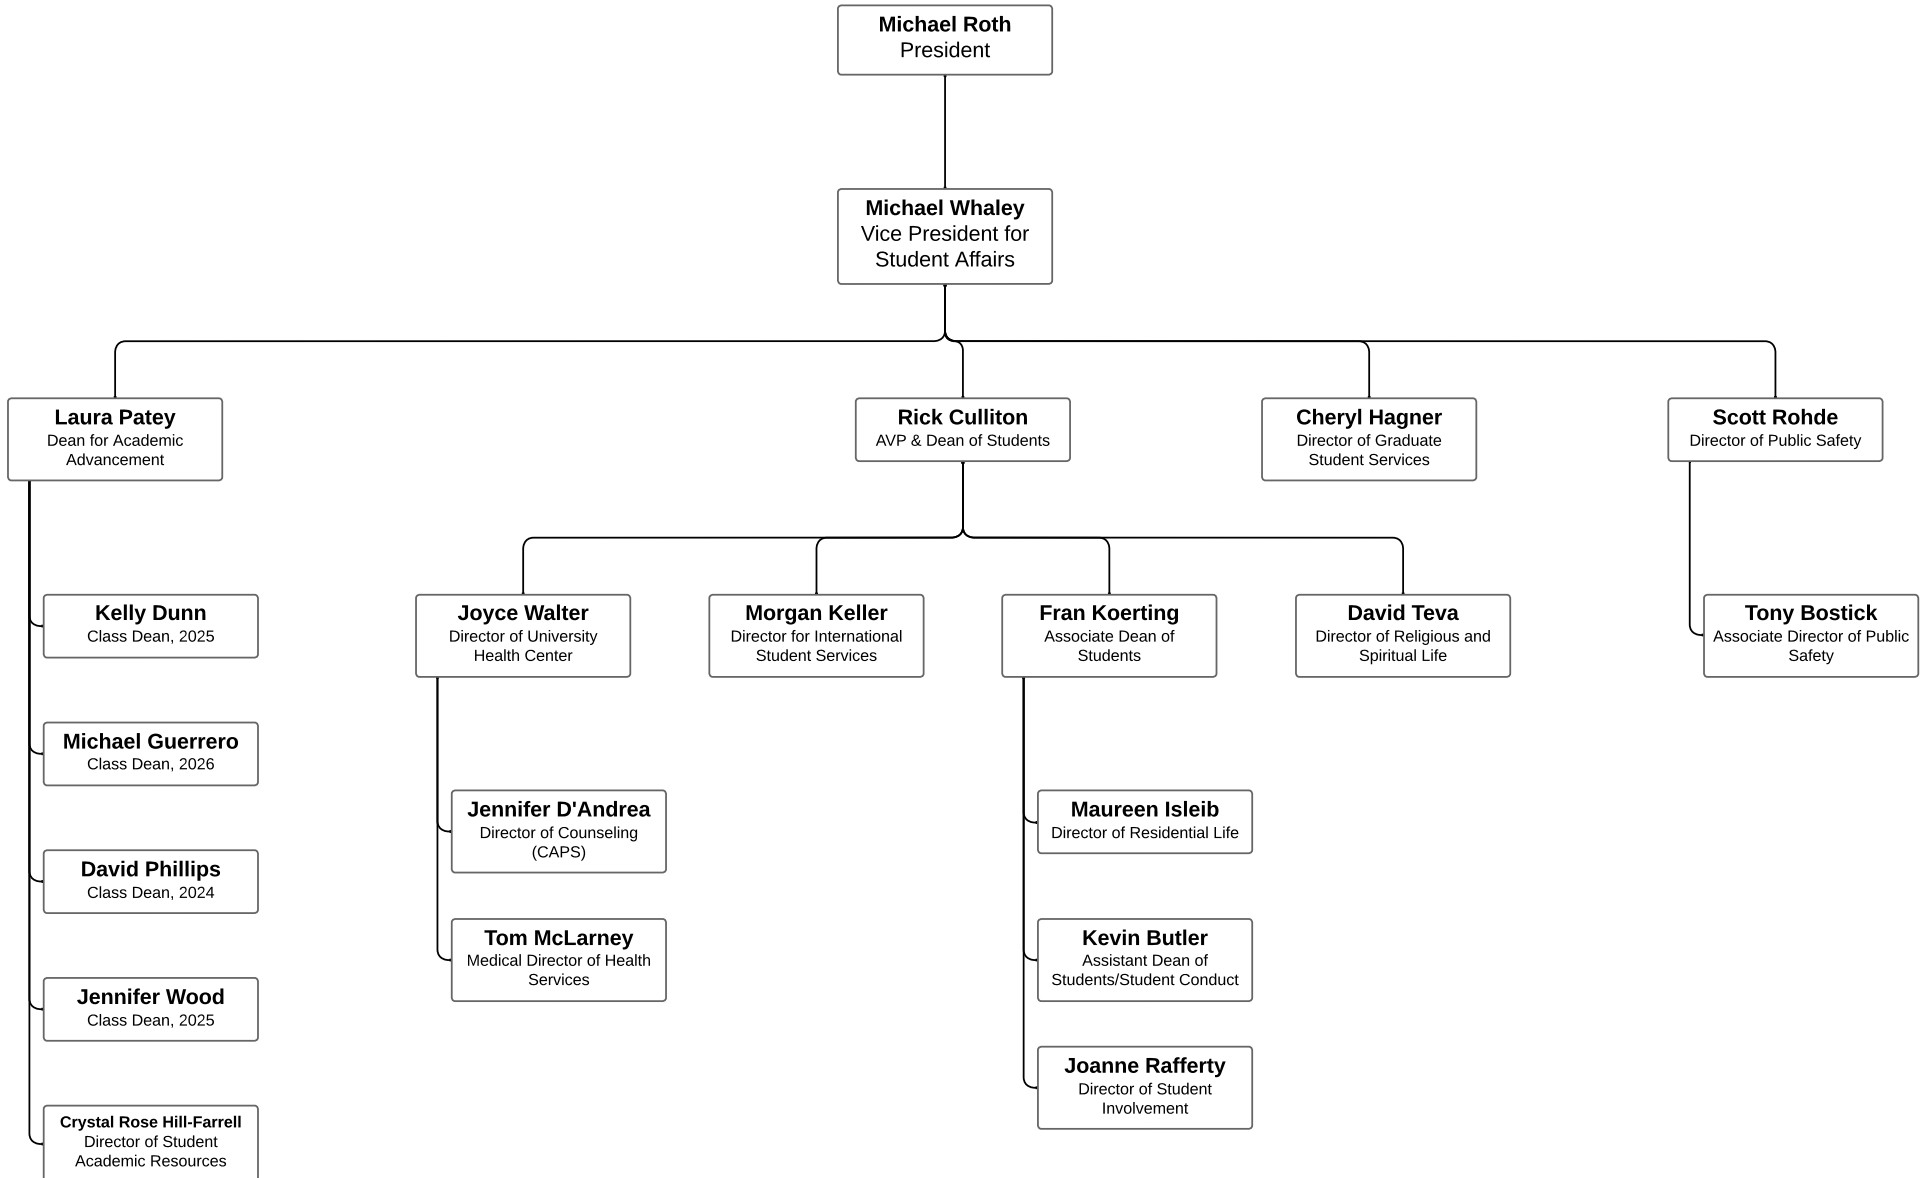 Michael Roth
President
Michael Whaley
Vice President for
Student Affairs
Laura Patey
Dean for Academic
Advancement
Rick Culliton
AVP & Dean of Students
Cheryl Hagner
Director of Graduate
Student Services
Scott Rohde
Director of Public Safety
Kelly Dunn
Class Dean, 2025
Michael Guerrero
Class Dean, 2026
David Phillips
Class Dean, 2024
Jennifer Wood
Class Dean, 2025
Crystal Rose Hill-Farrell
Director of Student
Academic Resources
Joyce Walter
Director of University
Health Center
Jennifer D'Andrea
Director of Counseling
(CAPS)
Tom McLarney
Medical Director of Health
Services
Morgan Keller
Director for International
Student Services
Fran Koerting
Associate Dean of
Students
Maureen Isleib
Director of Residential Life
Kevin Butler
Assistant Dean of
Students/Student Conduct
Joanne Rafferty
Director of Student
Involvement
David Teva
Director of Religious and
Spiritual Life
Tony Bostick
Associate Director of Public
Safety